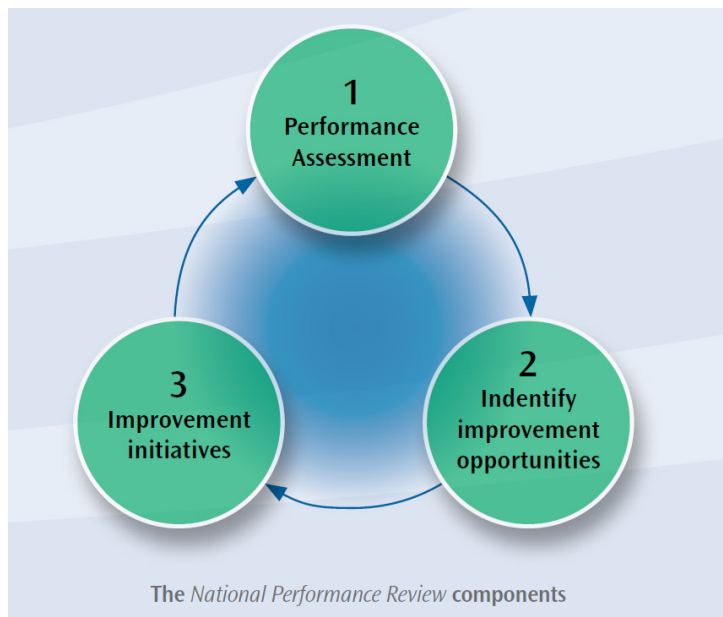 1
Performance
Assessment
2
Indentify
improvement
opportunities
3
Improvement
initiatives
The National Performance Review components